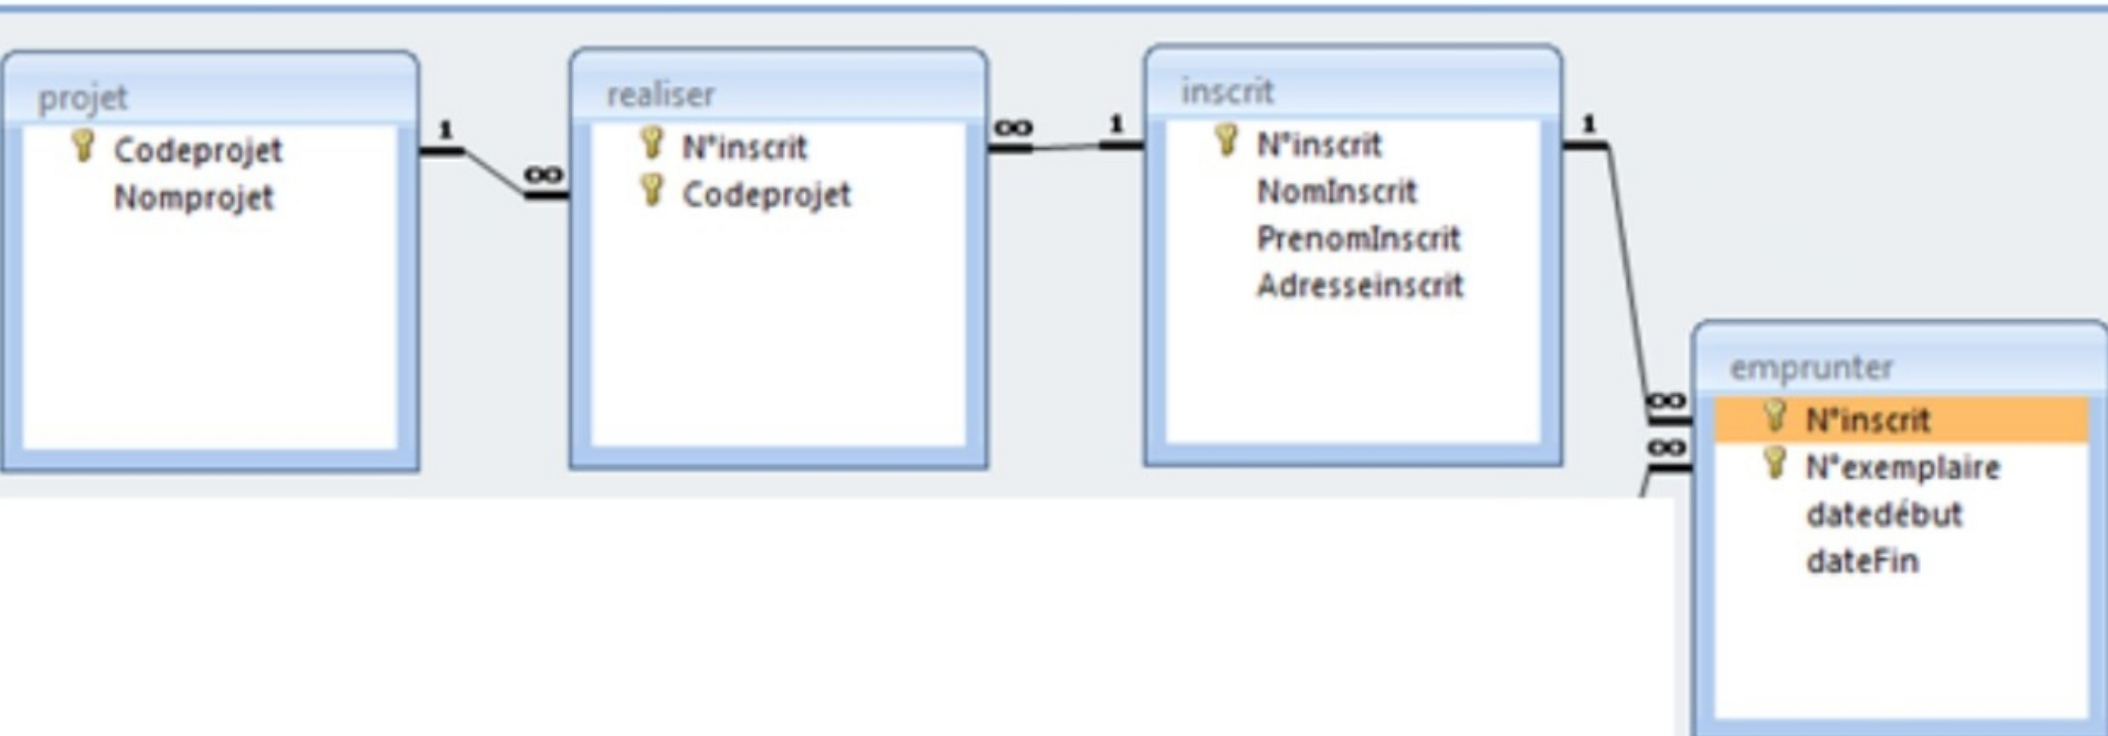 projet
Codeprojet
Nomprojet
1
∞
realiser
N°inscrit
Codeprojet
∞
1
inscrit
N°inscrit
NomInscrit
PrenomInscrit
Adresseinscrit
1
∞
∞
emprunter
N°inscrit
N°exemplaire
datedébut
dateFin